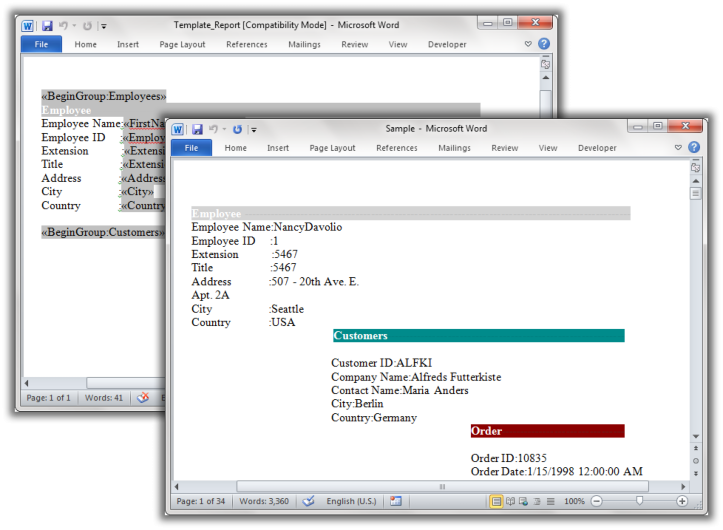 Template_Report [Compatibility Mode] - Microsoft Word
File Home Insert Page Layout References Mailings Review View Developer
«BeginGroup:Employees»
Employee
Employee Name:«FirstNa
Employee ID :«Employ
Extension :«Extensi
Title :«Extensi
Address :«Address
City :«City»
Country :«Country
«BeginGroup:Customers»
Page: 1 of 1 Words: 41
Sample - Microsoft Word
File Home Insert Page Layout References Mailings Review View Developer
Employee
Employee Name:NancyDavolio
Employee ID :1
Extension :5467
Title :5467
Address :507 - 20th Ave. E.
Apt. 2A
City :Seattle
Country :USA
Customers
Customer ID:ALFKI
Company Name:Alfreds Futterkiste
Contact Name:Maria Anders
City:Berlin
Country:Germany
Order
Order ID:10835
Order Date:1/15/1998 12:00:00 AM
Page: 1 of 34 Words: 3,360 English (U.S.) 100%